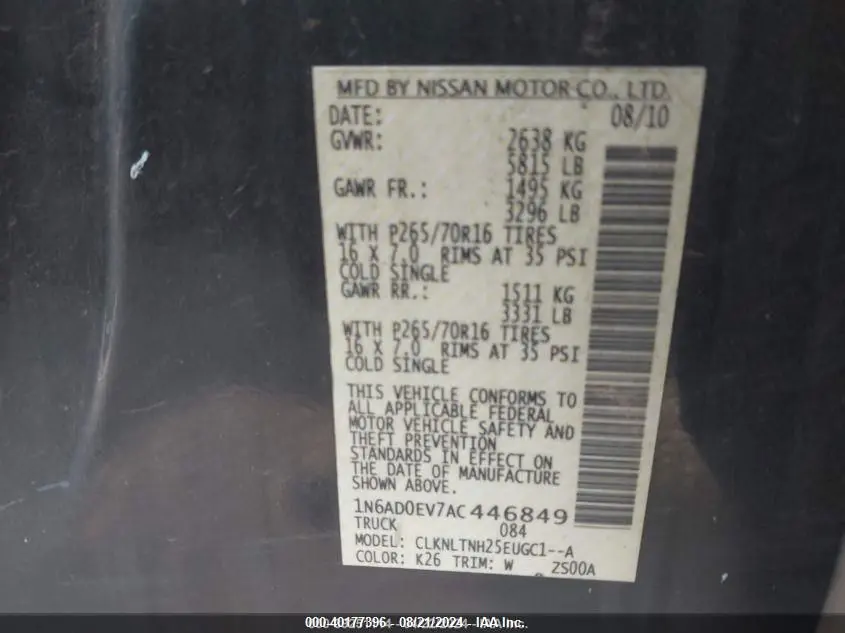 MFD BY NISSAN MOTOR CO., LTD.
DATE: 08/10
GVWR: 2638 KG
5815 LB
GAWR FR.: 1495 KG
3296 LB
WITH P265/70R16 TIRES
16 X 7.0 RIMS AT 35 PSI
COLD SINGLE
GAWR RR.: 1511 KG
3331 LB
WITH P265/70R16 TIRES
16 X 7.0 RIMS AT 35 PSI
COLD SINGLE
THIS VEHICLE CONFORMS TO
ALL APPLICABLE FEDERAL
MOTOR VEHICLE SAFETY AND
THEFT PREVENTION
STANDARDS IN EFFECT ON
THE DATE OF MANUFACTURE
SHOWN ABOVE.
1N6AD0EV7AC446849
TRUCK 084
MODEL: CLKNLTNH25EUGC1--A
COLOR: K26 TRIM: W ZS00A
000-40177396 - 08/21/2024 - IAA Inc.